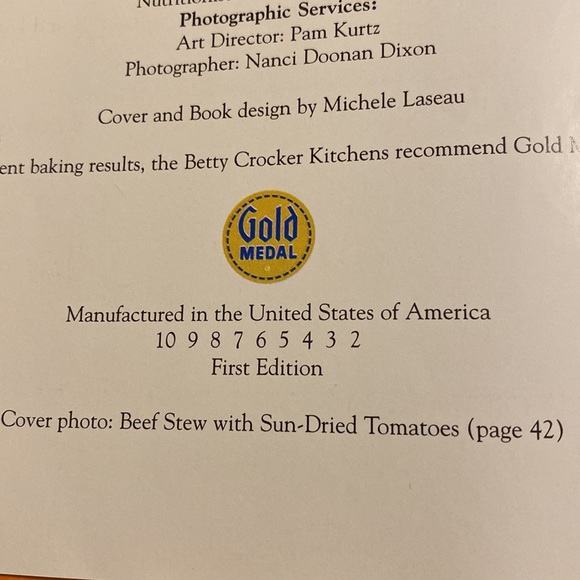 Photographic Services:
Art Director: Pam Kurtz
Photographer: Nanci Doonan Dixon
Cover and Book design by Michele Laseau
ent baking results, the Betty Crocker Kitchens recommend Gold M
Gold
MEDAL
Manufactured in the United States of America
10 9 8 7 6 5 4 3 2
First Edition
Cover photo: Beef Stew with Sun-Dried Tomatoes (page 42)